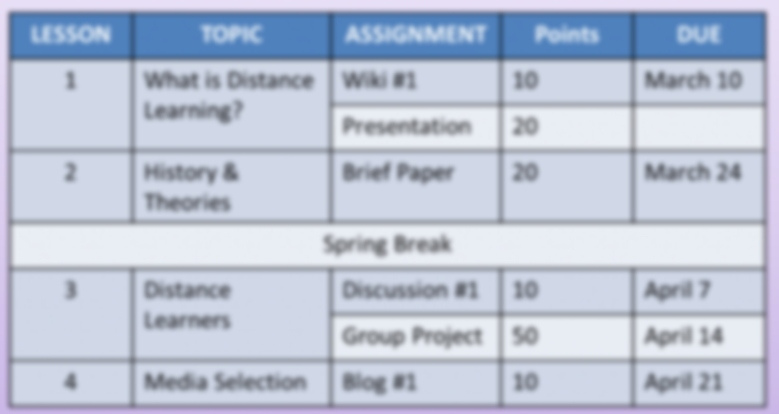 LESSON TOPIC ASSIGNMENT Points DUE
1 What is Distance Wiki #1 10 March 10
Learning?
Presentation 20
2 History & Brief Paper 20 March 24
Theories
Spring Break
3 Distance Discussion #1 10 April 7
Learners
Group Project 50 April 14
4 Media Selection Blog #1 10 April 21